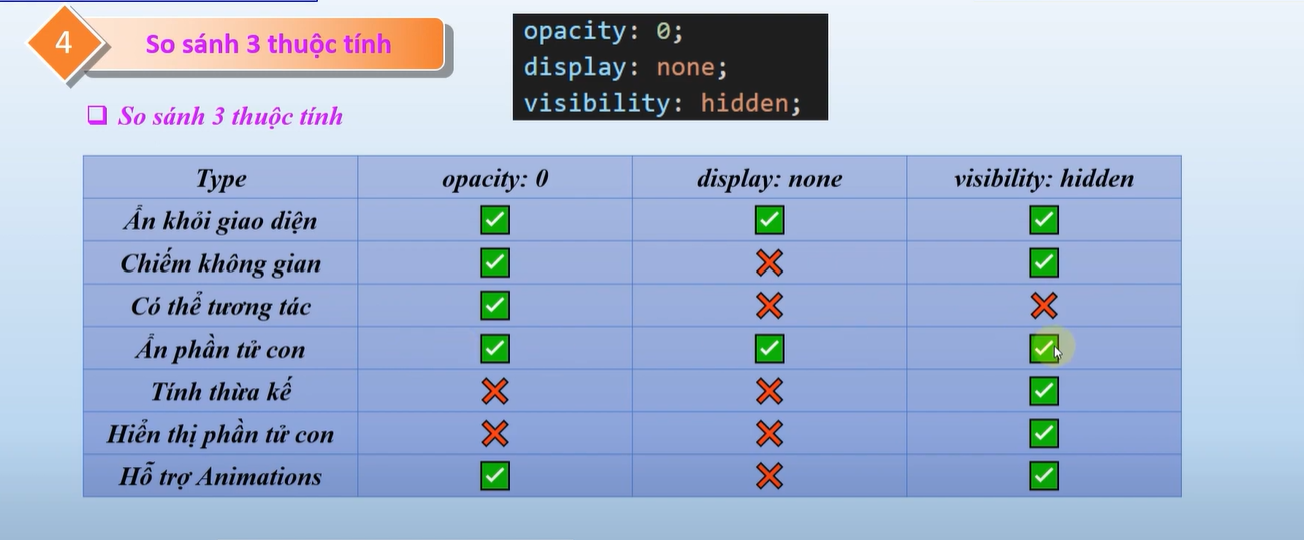 4
So sánh 3 thuộc tính
opacity: 0;
display: none;
visibility: hidden;
So sánh 3 thuộc tính
Type opacity: 0 display: none visibility: hidden
Ẩn khỏi giao diện
Chiếm không gian
Có thể tương tác
Ẩn phần tử con
Tính thừa kế
Hiển thị phần tử con
Hỗ trợ Animations